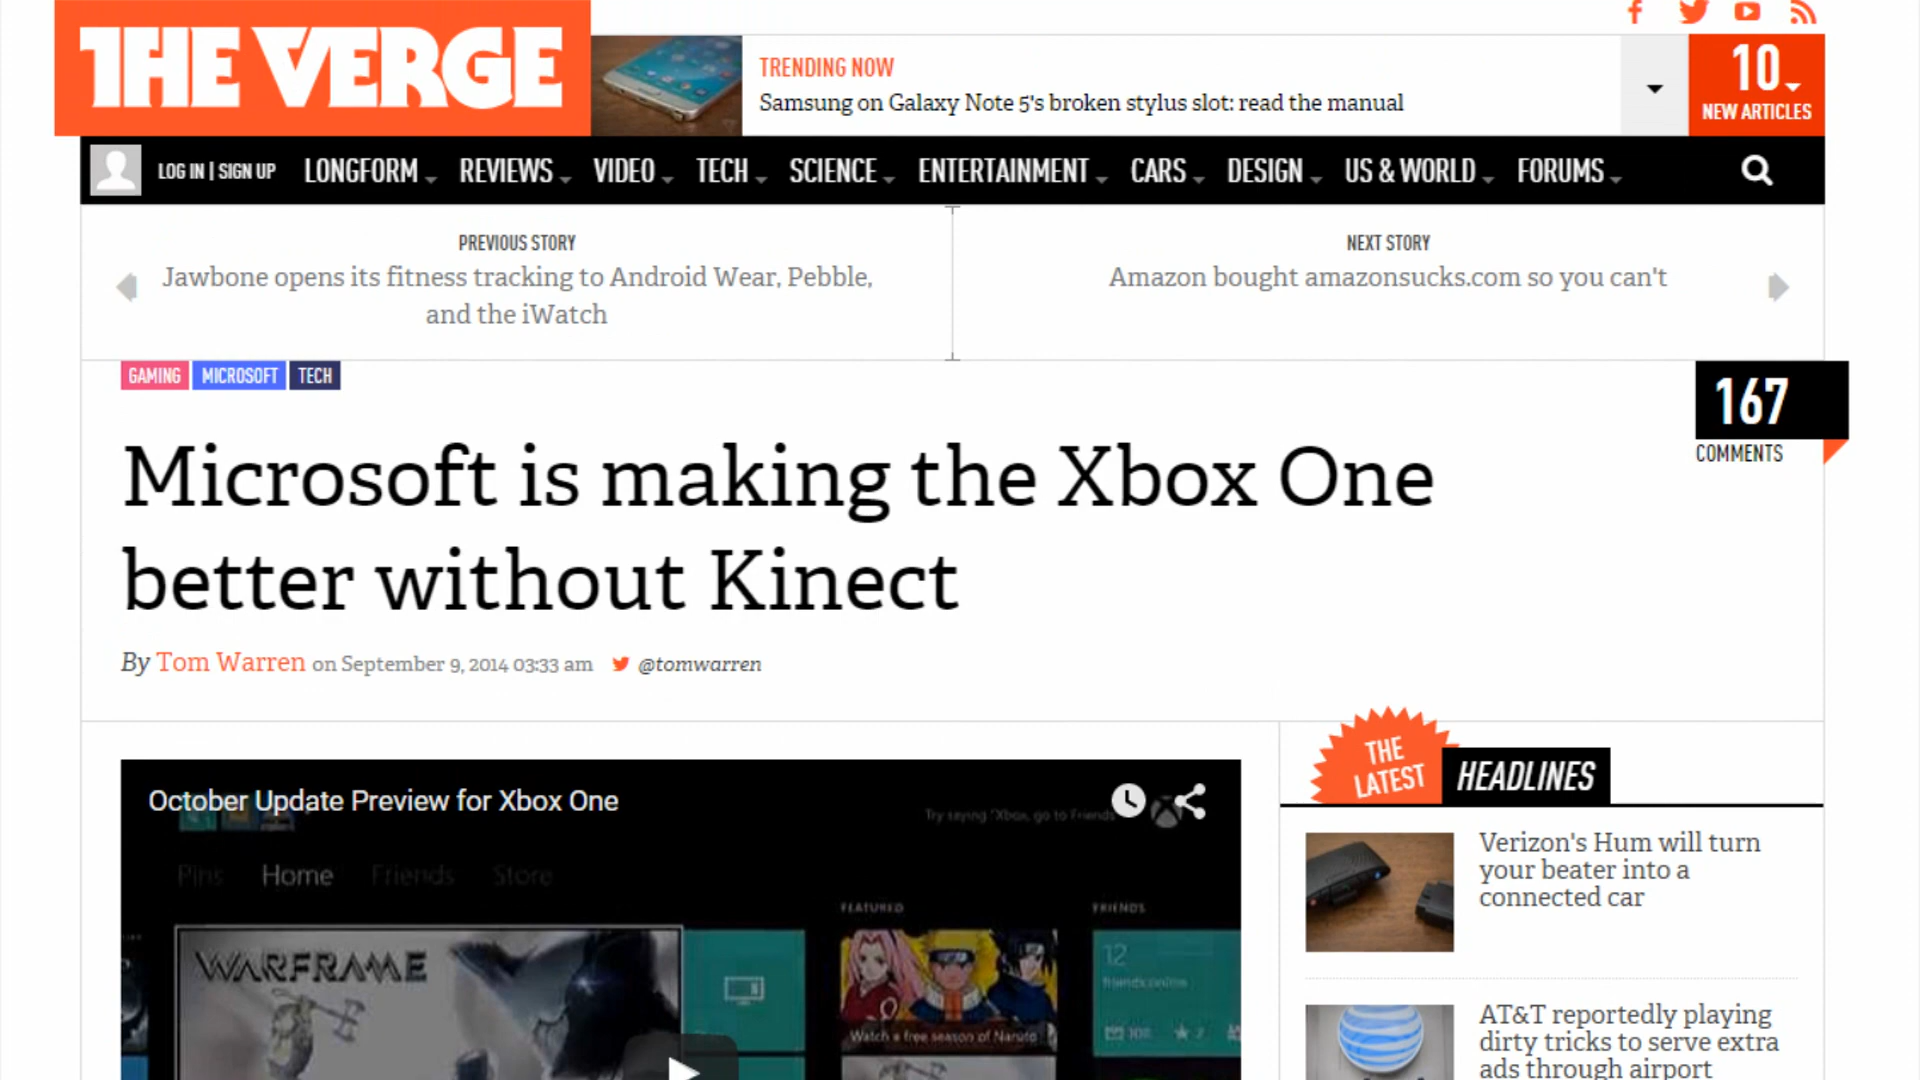 THE VERGE
TRENDING NOW
Samsung on Galaxy Note 5's broken stylus slot: read the manual
10
NEW ARTICLES
LOG IN | SIGN UP LONGFORM REVIEWS VIDEO TECH SCIENCE ENTERTAINMENT CARS DESIGN US & WORLD FORUMS
PREVIOUS STORY
Jawbone opens its fitness tracking to Android Wear, Pebble,
and the iWatch
NEXT STORY
Amazon bought amazonsucks.com so you can't
GAMING MICROSOFT TECH
167
COMMENTS
Microsoft is making the Xbox One
better without Kinect
By Tom Warren on September 9, 2014 03:33 am @tomwarren
October Update Preview for Xbox One
Try saying "Xbox, go to Friends
Pins Home Friends Store
FEATURED
FRIENDS
WARFRAME
12
friends online
Watch a free season of Naruto
THE
LATEST
HEADLINES
Verizon's Hum will turn
your beater into a
connected car
AT&T reportedly playing
dirty tricks to serve extra
ads through airport